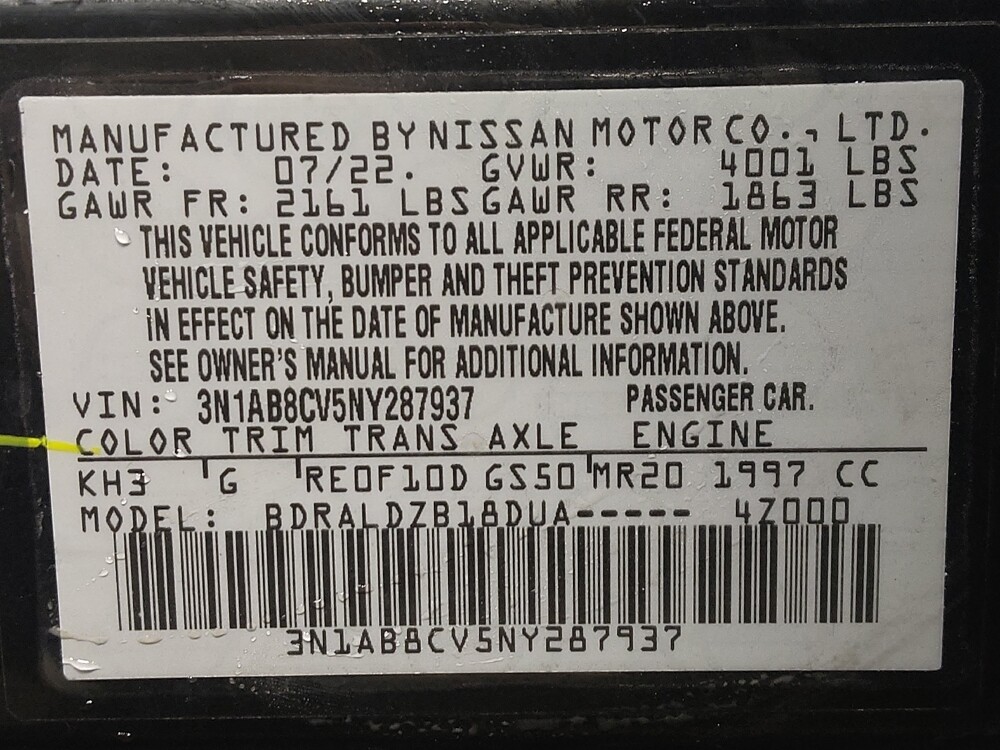 MANUFACTURED BY NISSAN MOTOR CO., LTD.
DATE: 07/22. GVWR: 4001 LBS
GAWR FR: 2161 LBS GAWR RR: 1863 LBS
THIS VEHICLE CONFORMS TO ALL APPLICABLE FEDERAL MOTOR
VEHICLE SAFETY, BUMPER AND THEFT PREVENTION STANDARDS
IN EFFECT ON THE DATE OF MANUFACTURE SHOWN ABOVE.
SEE OWNER'S MANUAL FOR ADDITIONAL INFORMATION.
VIN: 3N1AB8CV5NY287937 PASSENGER CAR.
COLOR TRIM TRANS AXLE ENGINE
KH3 G RE0F10D GS50 MR20 1997 CC
MODEL: BDRALDZB18DUA----- 4Z000
3N1AB8CV5NY287937